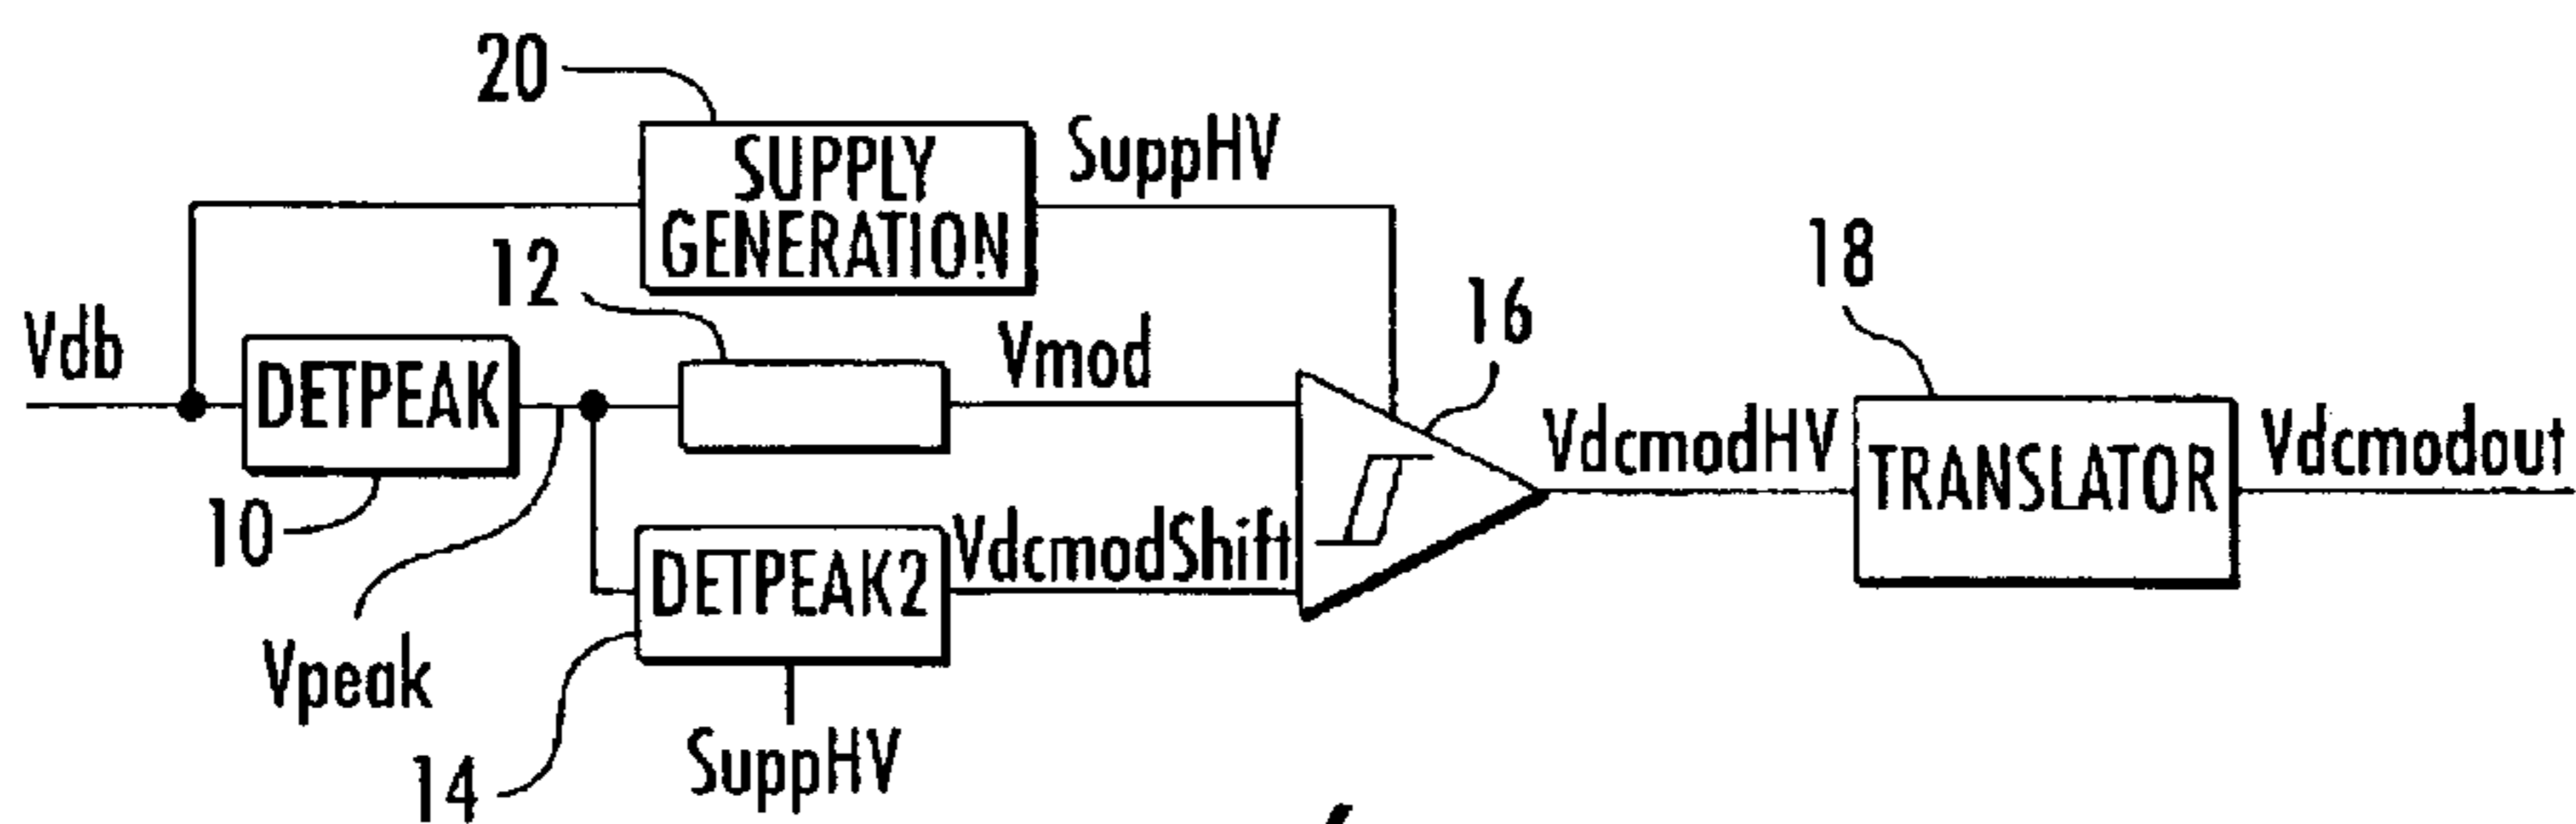 20
SUPPLY
GENERATION
SuppHV
12
Vdb
DETPEAK
10
Vmod
16
18
VdcmodHV
TRANSLATOR
Vdcmodout
VdcmodShift
DETPEAK2
Vpeak
14
SuppHV